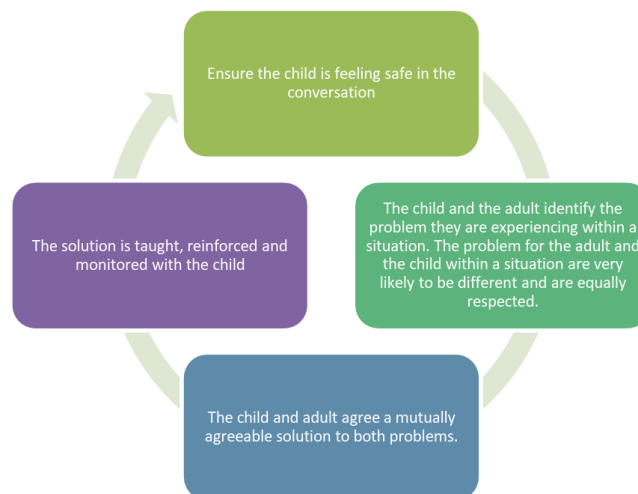 Ensure the child is feeling safe in the
conversation
The child and the adult identify the
problem they are experiencing within a
situation. The problem for the adult and
the child within a situation are very
likely to be different and are equally
respected.
The child and adult agree a mutually
agreeable solution to both problems.
The solution is taught, reinforced and
monitored with the child